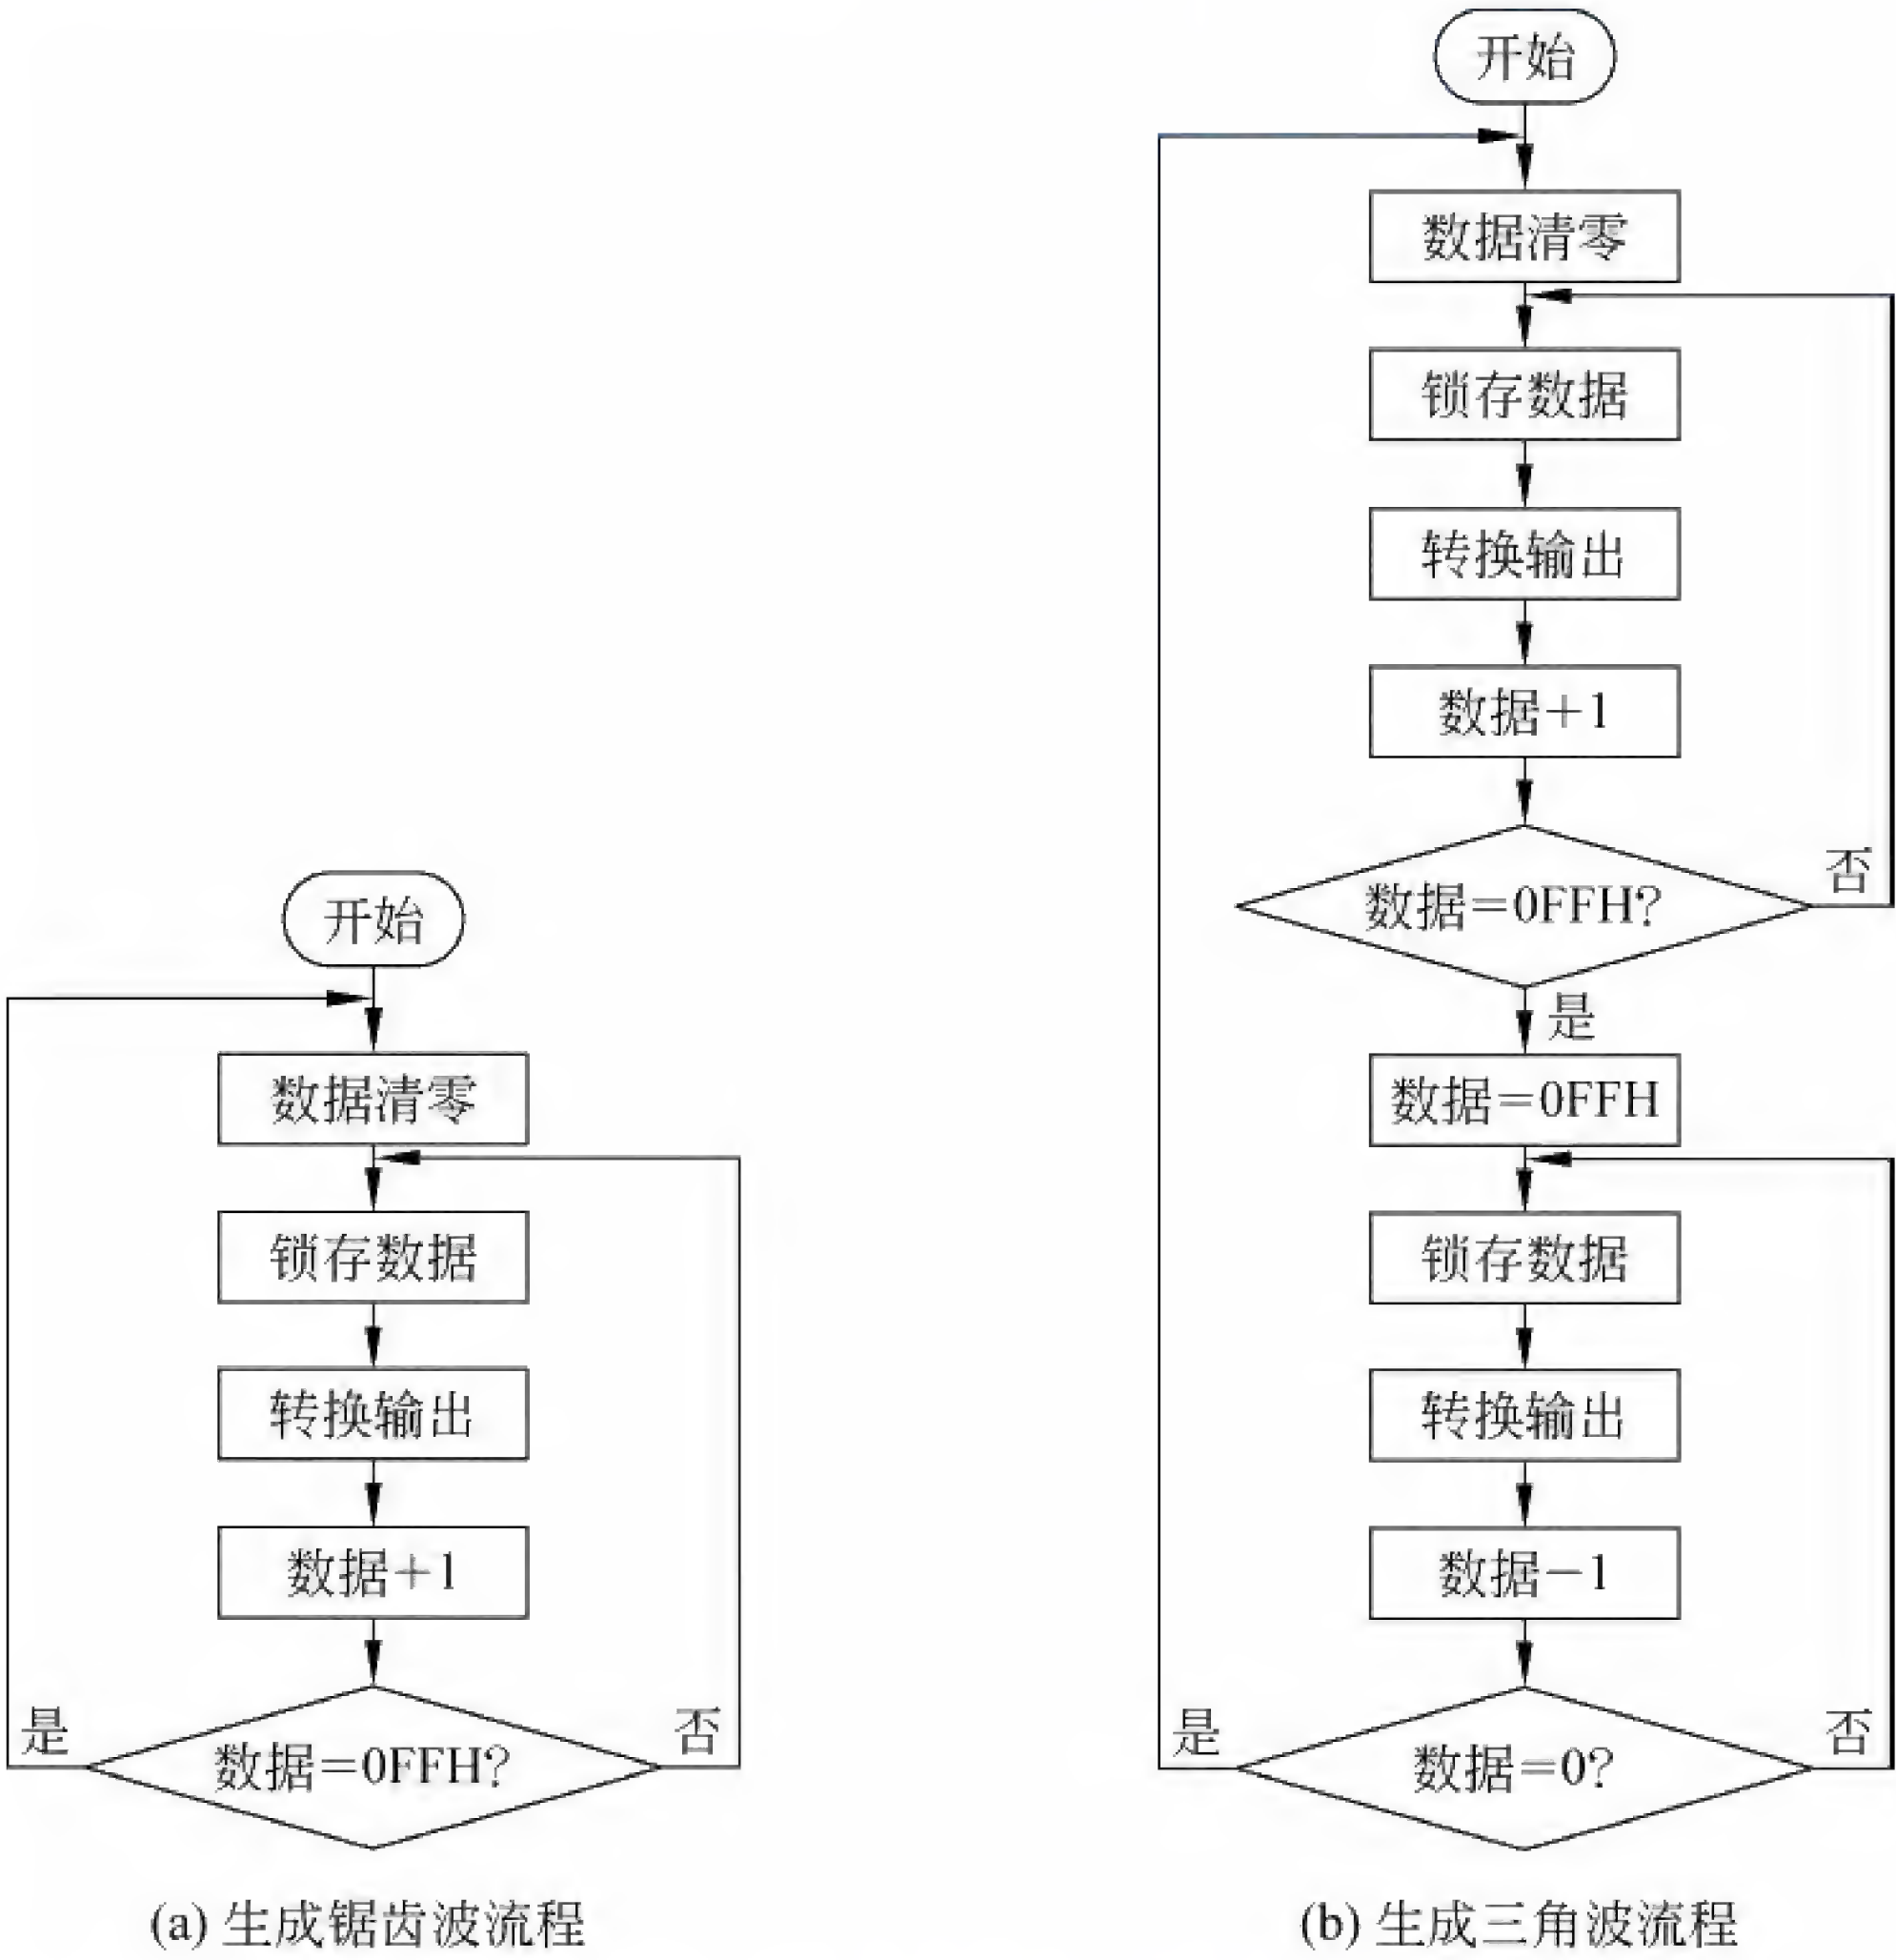 开始
数据清零
锁存数据
转换输出
数据+1
数据=0FFH?
是
否
(a) 生成锯齿波流程
开始
数据清零
锁存数据
转换输出
数据+1
数据=0FFH?
否
是
数据=0FFH
锁存数据
转换输出
数据-1
数据=0?
是
否
(b) 生成三角波流程